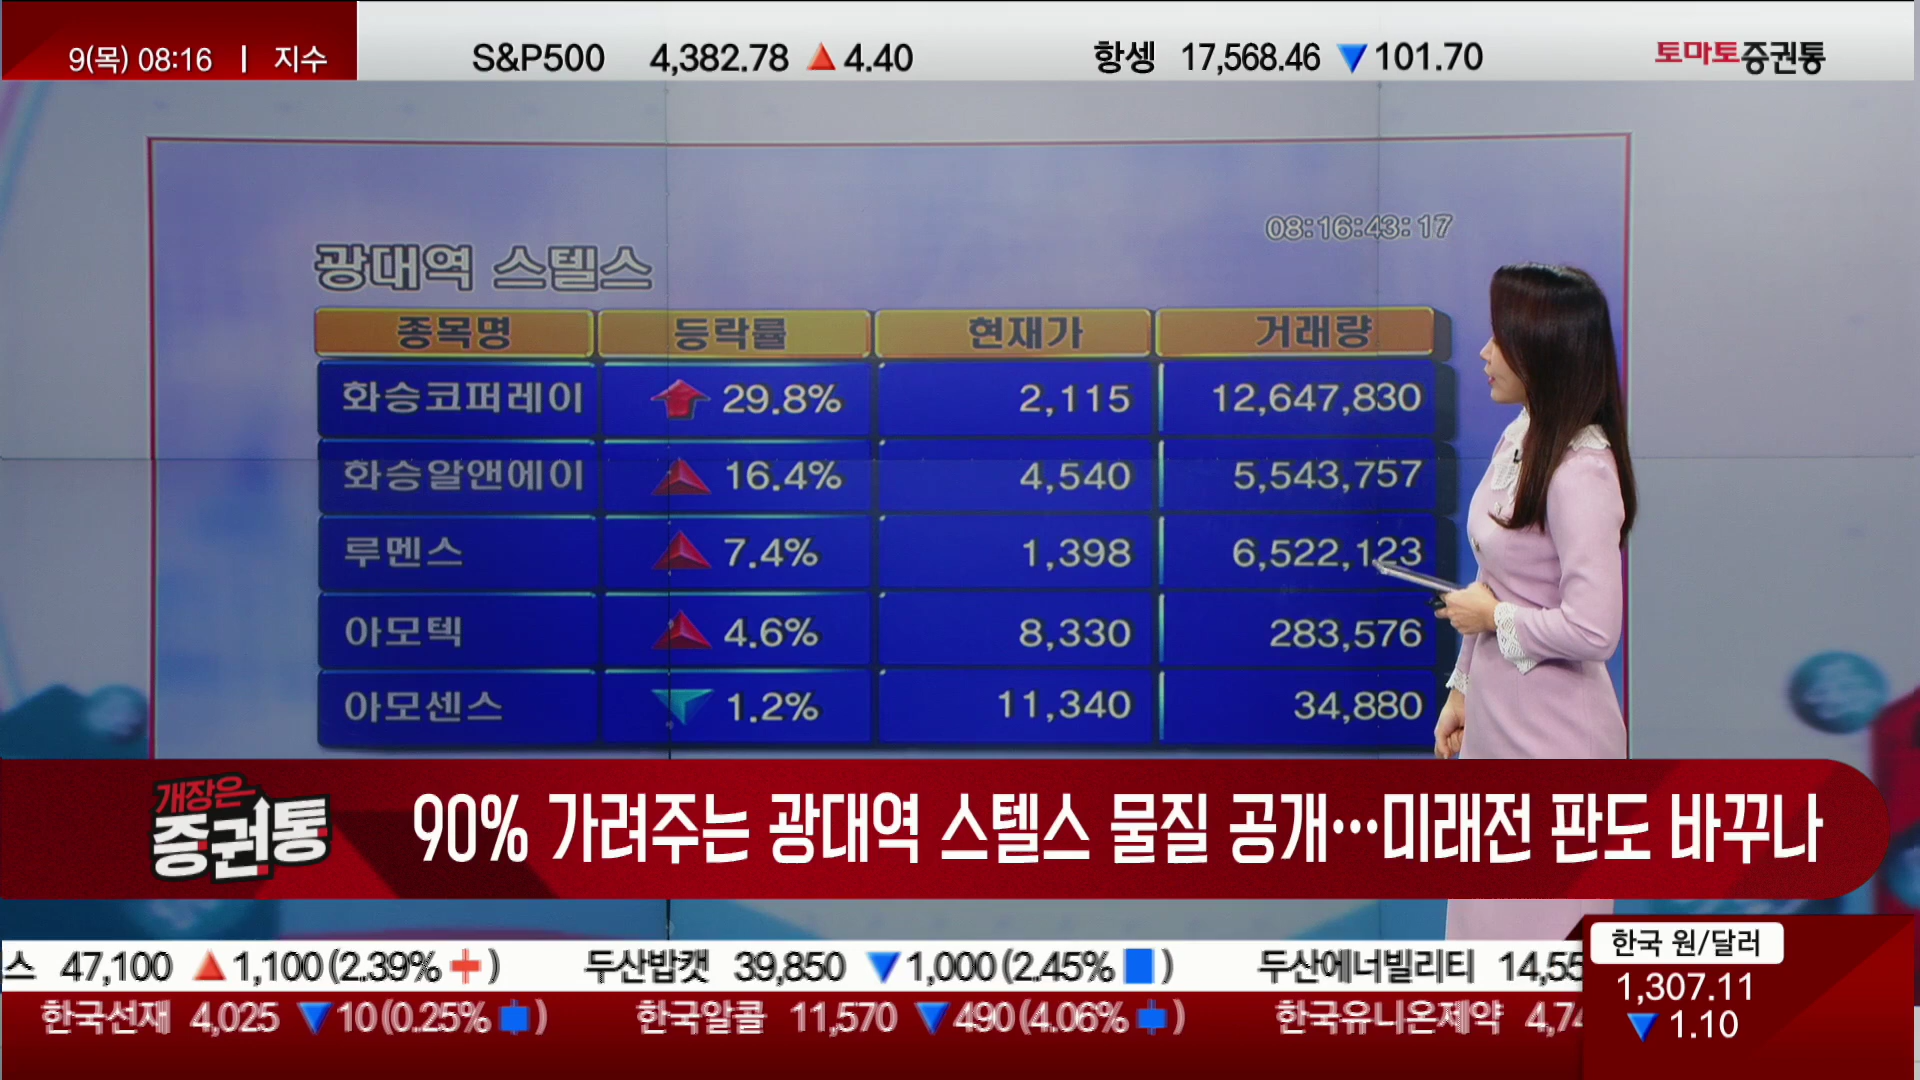 9(목) 08:16 | 지수 S&P500 4,382.78 ▲ 4.40 항셍 17,568.46 ▼ 101.70 토마토증권통
08:16:43:17
광대역 스텔스
종목명 등락률 현재가 거래량
화승코퍼레이 29.8% 2,115 12,647,830
화승알앤에이 ▲ 16.4% 4,540 5,543,757
루멘스 ▲ 7.4% 1,398 6,522,123
아모텍 ▲ 4.6% 8,330 283,576
아모센스 ▼ 1.2% 11,340 34,880
개장은
증권통
90% 가려주는 광대역 스텔스 물질 공개…미래전 판도 바꾸나
스 47,100 ▲ 1,100(2.39% ) 두산밥캣 39,850 ▼ 1,000(2.45% ) 두산에너빌리티 14,55
한국선재 4,025 ▼ 10(0.25% ) 한국알콜 11,570 ▼ 490(4.06% ) 한국유니온제약 4,74
한국 원/달러
1,307.11
▼ 1.10